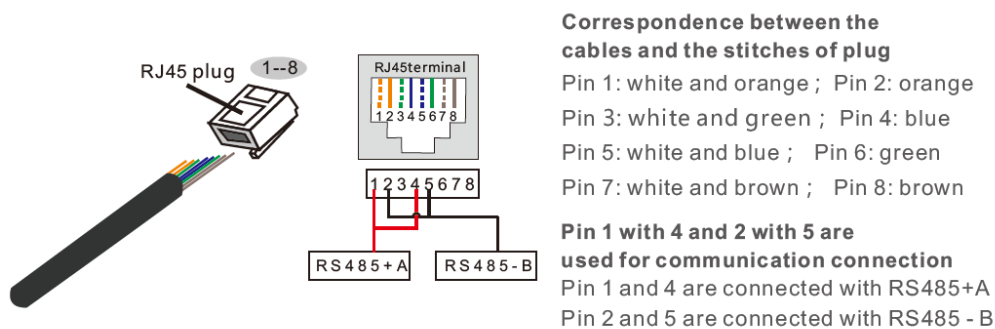 RJ45 plug
1--8
RJ45terminal
12345678
12345678
RS485+A
RS485-B
Correspondence between the
cables and the stitches of plug
Pin 1: white and orange ; Pin 2: orange
Pin 3: white and green ; Pin 4: blue
Pin 5: white and blue ; Pin 6: green
Pin 7: white and brown ; Pin 8: brown
Pin 1 with 4 and 2 with 5 are
used for communication connection
Pin 1 and 4 are connected with RS485+A
Pin 2 and 5 are connected with RS485 - B